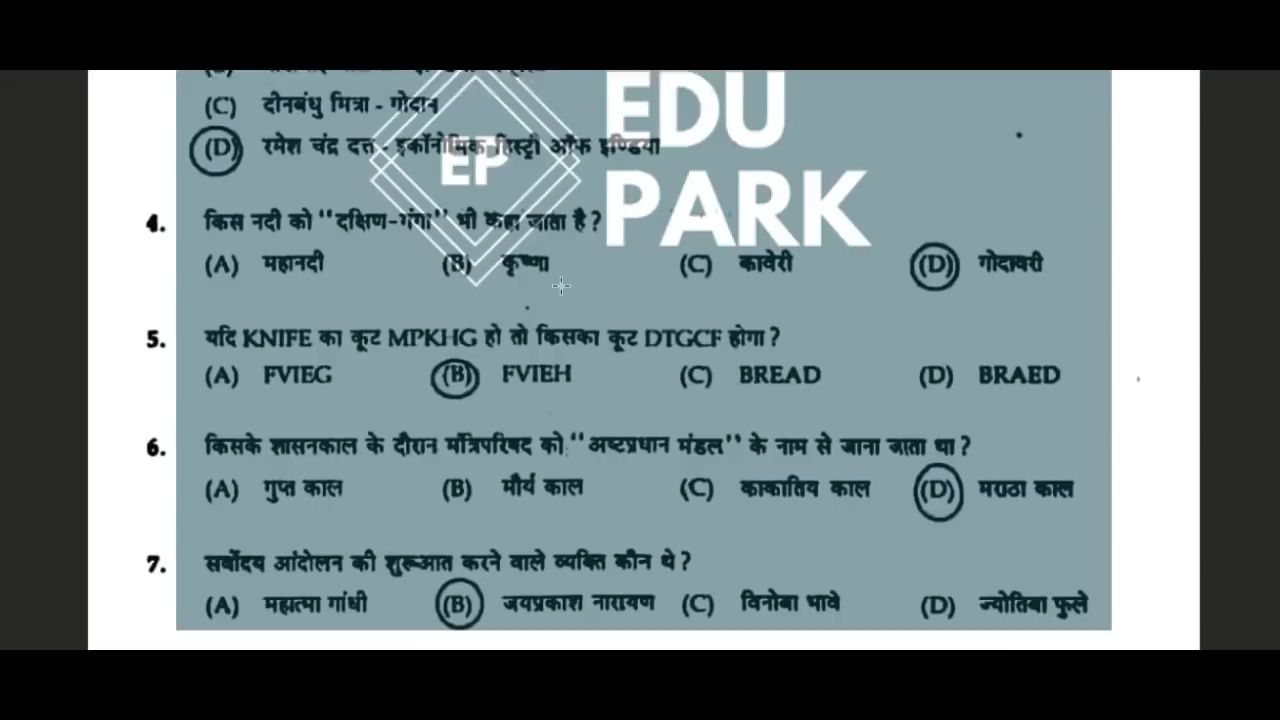 EDU
PARK
EP
(C) दीनबंधु मित्रा - गोदान
(D) रमेश चंद्र दत्त - इकॉनोमिक हिस्ट्री ऑफ इण्डिया
4. किस नदी को "दक्षिण-गंगा" भी कहा जाता है?
(A) महानदी (B) कृष्णा (C) कावेरी (D) गोदावरी
5. यदि KNIFE का कूट MPKHG हो तो किसका कूट DTGCF होगा?
(A) FVIEG (B) FVIEH (C) BREAD (D) BRAED
6. किसके शासनकाल के दौरान मंत्रिपरिषद को "अष्टप्रधान मंडल" के नाम से जाना जाता था?
(A) गुप्त काल (B) मौर्य काल (C) काकातिय काल (D) मराठा काल
7. सर्वोदय आंदोलन की शुरूआत करने वाले व्यक्ति कौन थे?
(A) महात्मा गांधी (B) जयप्रकाश नारायण (C) विनोबा भावे (D) ज्योतिबा फुले